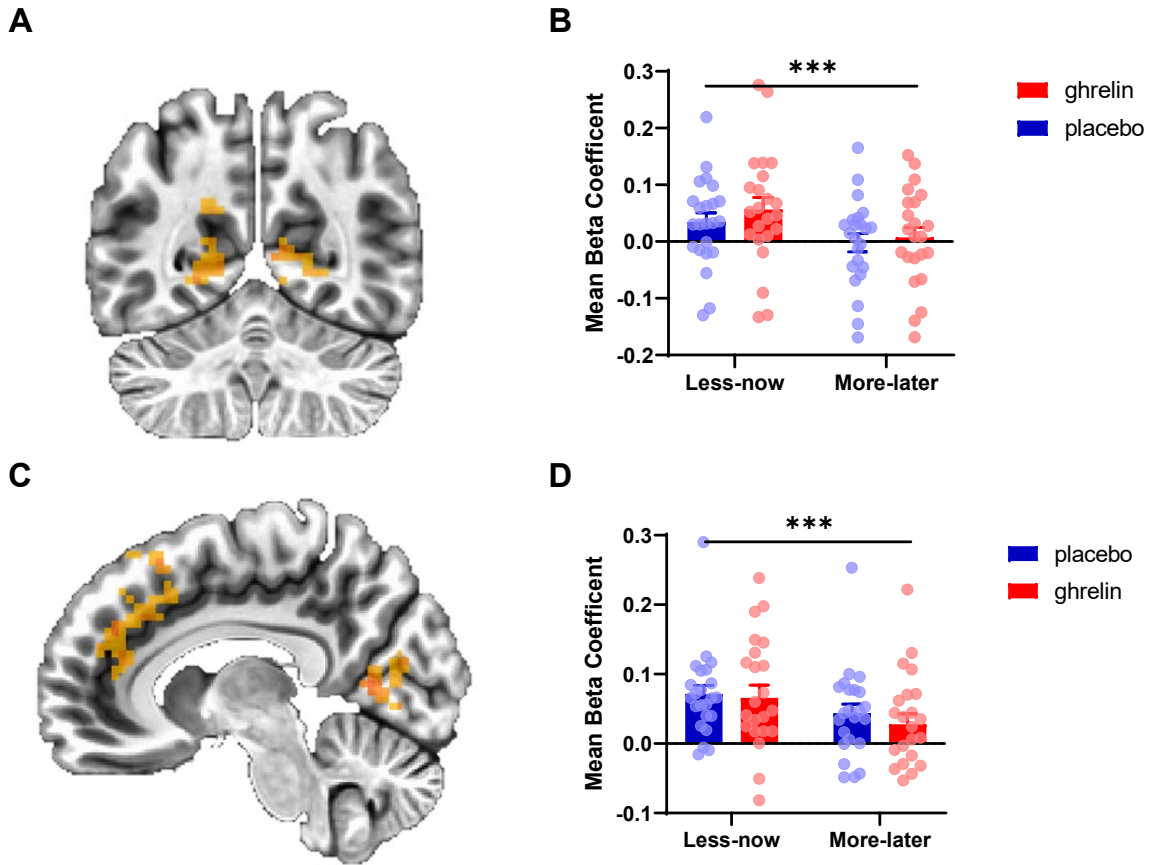 A
B
***
ghrelin
placebo
Mean Beta Coefficent
0.3
0.2
0.1
0.0
-0.1
-0.2
Less-now
More-later
C
D
***
placebo
ghrelin
Mean Beta Coefficent
0.3
0.2
0.1
0.0
-0.1
Less-now
More-later